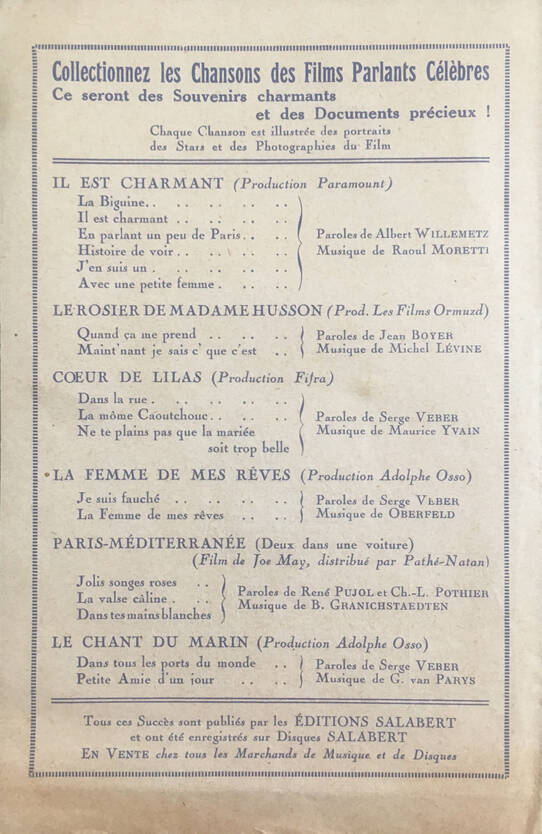 Collectionnez les Chansons des Films Parlants Célèbres
Ce seront des Souvenirs charmants
et des Documents précieux !
Chaque Chanson est illustrée des portraits
des Stars et des Photographies du Film
IL EST CHARMANT (Production Paramount)
La Biguine.. .. .. .. .. ..
Il est charmant .. .. .. .. ..
En parlant un peu de Paris.. .. .. Paroles de Albert WILLEMETZ
Histoire de voir .. .. .. .. .. Musique de Raoul MORETTI
J'en suis un . .. .. .. .. ..
Avec une petite femme . .. .. ..
LE ROSIER DE MADAME HUSSON (Prod. Les Films Ormuzd)
Quand ça me prend .. .. .. .. Paroles de Jean BOYER
Maint'nant je sais c' que c'est .. .. Musique de Michel LÉVINE
CŒUR DE LILAS (Production Fifra)
Dans la rue . .. .. .. .. ..
La môme Caoutchouc .. .. .. .. Paroles de Serge VEBER
Ne te plains pas que la mariée Musique de Maurice YVAIN
soit trop belle
LA FEMME DE MES RÊVES (Production Adolphe Osso)
Je suis fauché .. .. .. .. .. Paroles de Serge VEBER
La Femme de mes rêves .. .. .. Musique de OBERFELD
PARIS-MÉDITERRANÉE (Deux dans une voiture)
(Film de Joe May, distribué par Pathé-Natan)
Jolis songes roses .. ..
La valse câline . .. .. Paroles de René PUJOL et Ch.-L. POTHIER
Dans tes mains blanches Musique de B. GRANICHSTAEDTEN
LE CHANT DU MARIN (Production Adolphe Osso)
Dans tous les ports du monde .. .. Paroles de Serge VEBER
Petite Amie d'un jour .. .. .. Musique de G. van PARYS
Tous ces Succès sont publiés par les ÉDITIONS SALABERT
et ont été enregistrés sur Disques SALABERT
EN VENTE chez tous les Marchands de Musique et de Disques